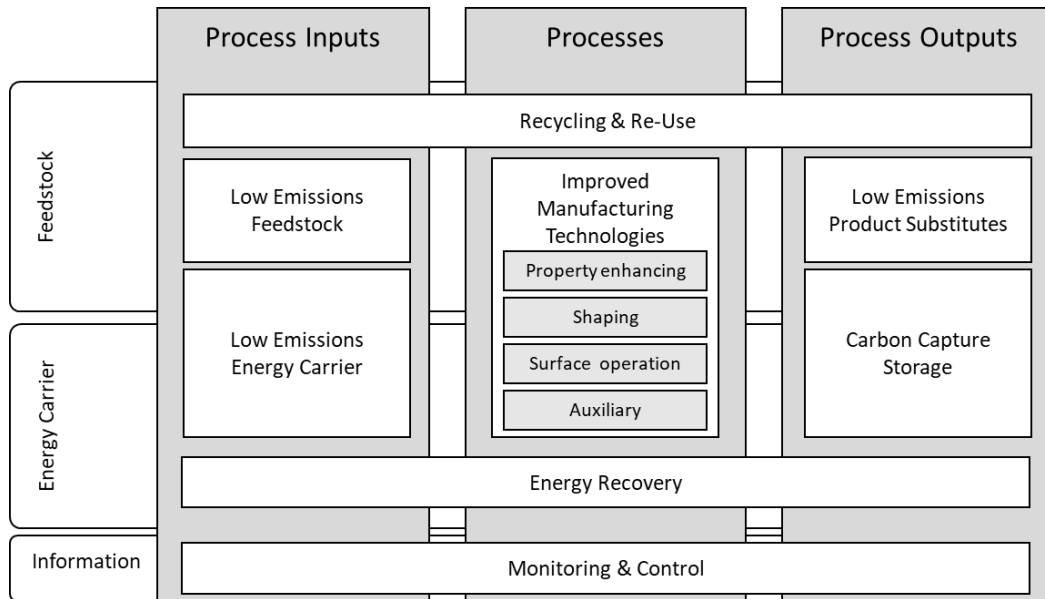 Process Inputs
Processes
Process Outputs
Feedstock
Recycling & Re-Use
Low Emissions
Feedstock
Improved
Manufacturing
Technologies
Low Emissions
Product Substitutes
Property enhancing
Shaping
Surface operation
Auxiliary
Energy Carrier
Low Emissions
Energy Carrier
Carbon Capture
Storage
Energy Recovery
Information
Monitoring & Control